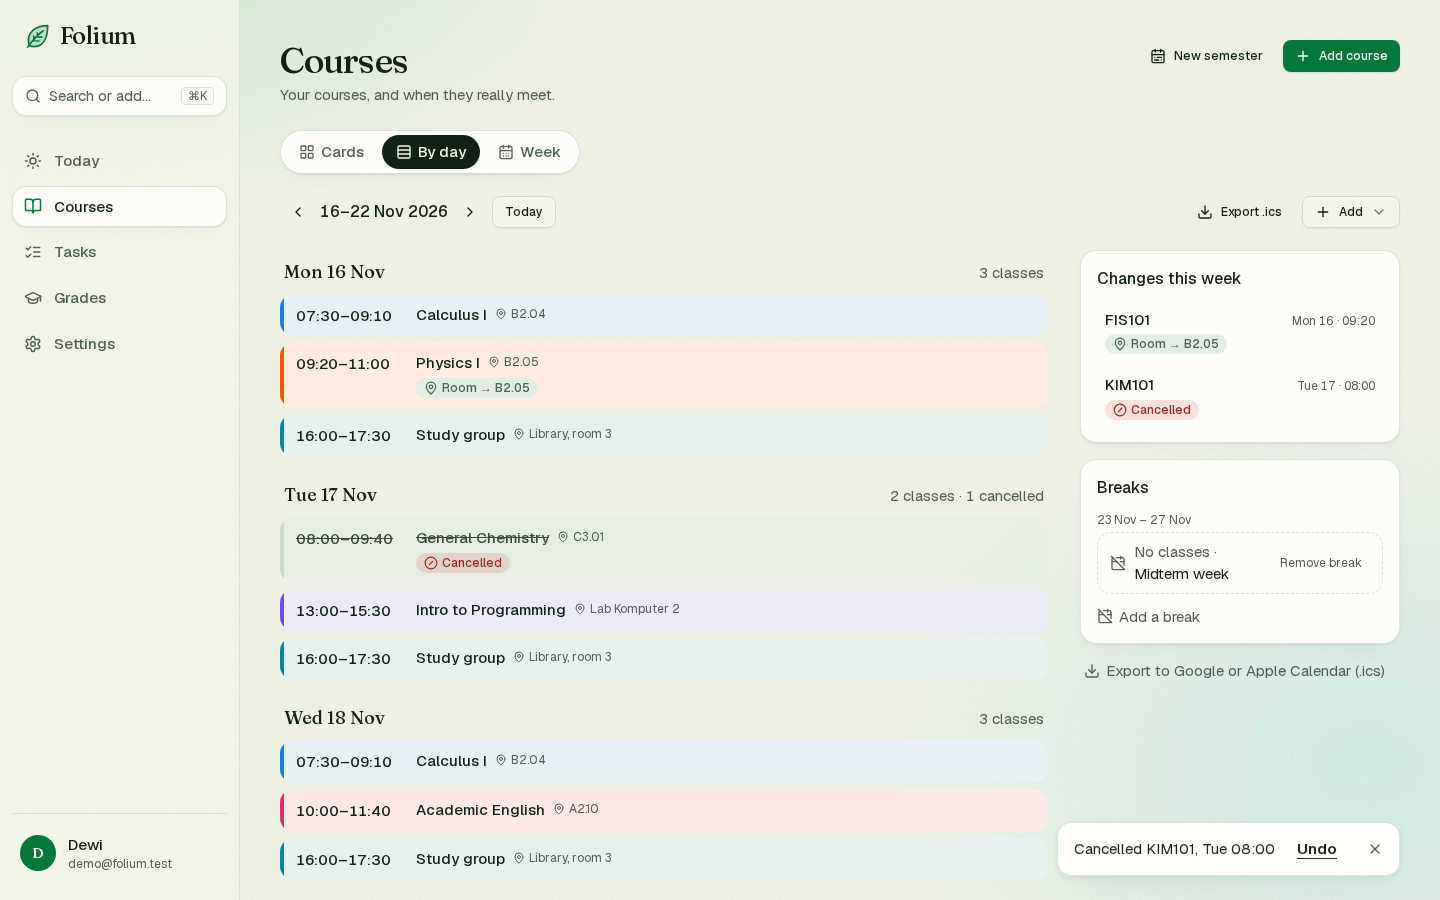 Folium
Search or add... ⌘K
Today
Courses
Tasks
Grades
Settings
D
Dewi
demo@folium.test
Courses
Your courses, and when they really meet.
New semester
Add course
Cards
By day
Week
16–22 Nov 2026
Today
Export .ics
Add
Mon 16 Nov
3 classes
07:30–09:10 Calculus I B2.04
09:20–11:00 Physics I B2.05
Room → B2.05
16:00–17:30 Study group Library, room 3
Tue 17 Nov
2 classes · 1 cancelled
08:00–09:40 General Chemistry C3.01
Cancelled
13:00–15:30 Intro to Programming Lab Komputer 2
16:00–17:30 Study group Library, room 3
Wed 18 Nov
3 classes
07:30–09:10 Calculus I B2.04
10:00–11:40 Academic English A2.10
16:00–17:30 Study group Library, room 3
Changes this week
FIS101 Mon 16 · 09:20
Room → B2.05
KIM101 Tue 17 · 08:00
Cancelled
Breaks
23 Nov – 27 Nov
No classes ·
Midterm week
Remove break
Add a break
Export to Google or Apple Calendar (.ics)
Cancelled KIM101, Tue 08:00 Undo